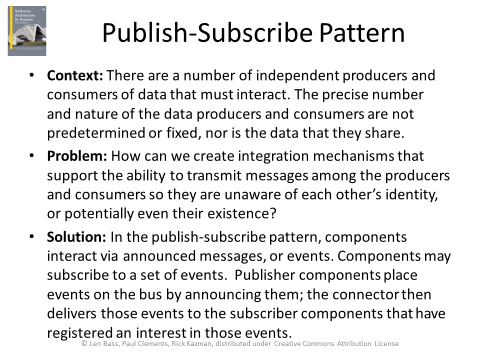 Publish-Subscribe Pattern
• Context: There are a number of independent producers and
consumers of data that must interact. The precise number
and nature of the data producers and consumers are not
predetermined or fixed, nor is the data that they share.
• Problem: How can we create integration mechanisms that
support the ability to transmit messages among the producers
and consumers so they are unaware of each other's identity,
or potentially even their existence?
• Solution: In the publish-subscribe pattern, components
interact via announced messages, or events. Components may
subscribe to a set of events.  Publisher components place
events on the bus by announcing them; the connector then
delivers those events to the subscriber components that have
registered an interest in those events.
© Len Bass, Paul Clements, Rick Kazman, distributed under Creative Commons Attribution License